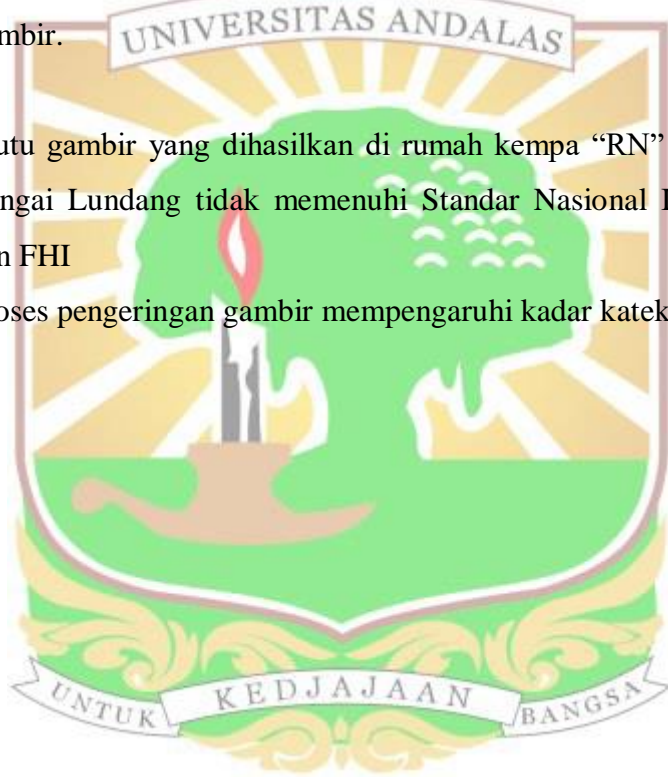 UNIVERSITAS ANDALAS
mbir.
utu gambir yang dihasilkan di rumah kempa “RN”
ngai Lundang tidak memenuhi Standar Nasional I
n FHI
oses pengeringan gambir mempengaruhi kadar katek
UNTUK KEDJAJAAN BANGSA